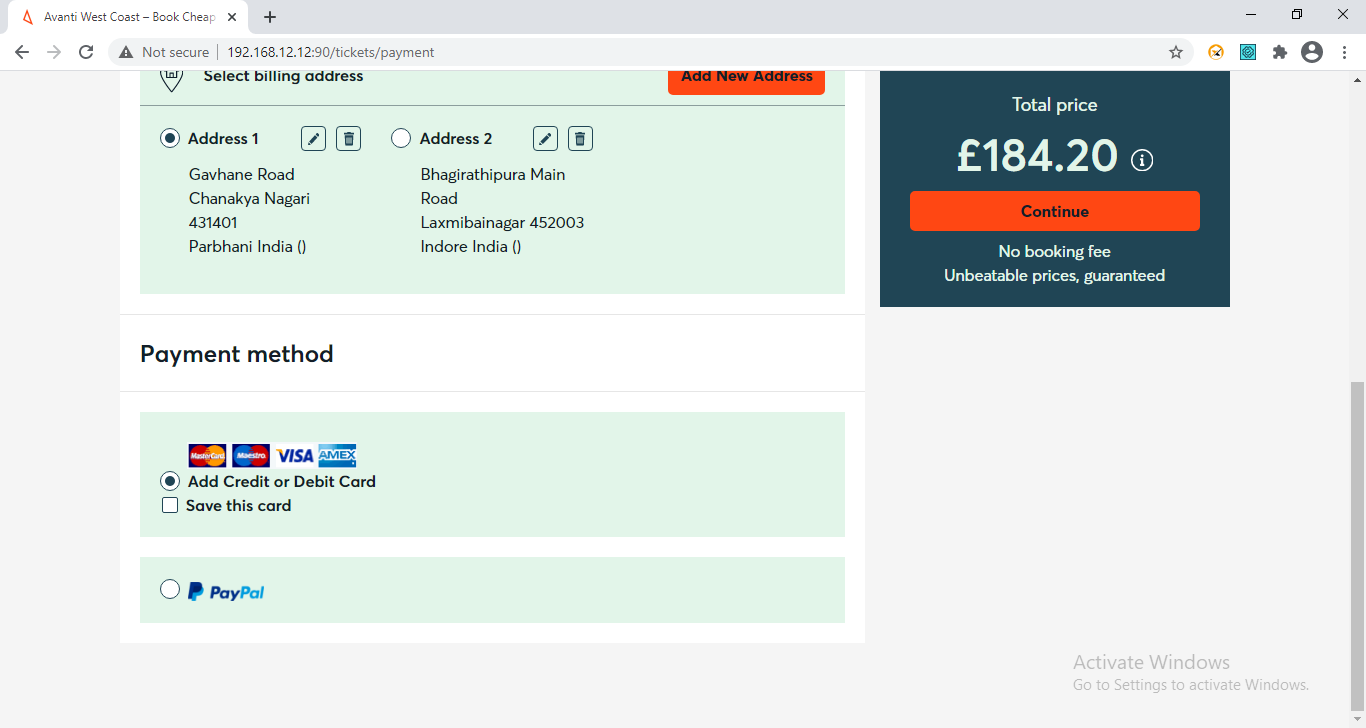 Avanti West Coast – Book Cheap
Not secure
192.168.12.12:90/tickets/payment
Select billing address
Add New Address
Address 1
Gavhane Road
Chanakya Nagari
431401
Parbhani India ()
Address 2
Bhagirathipura Main
Road
Laxmibainagar 452003
Indore India ()
Total price
£184.20
Continue
No booking fee
Unbeatable prices, guaranteed
Payment method
MasterCard Maestro VISA AMEX
Add Credit or Debit Card
Save this card
PayPal
Activate Windows
Go to Settings to activate Windows.